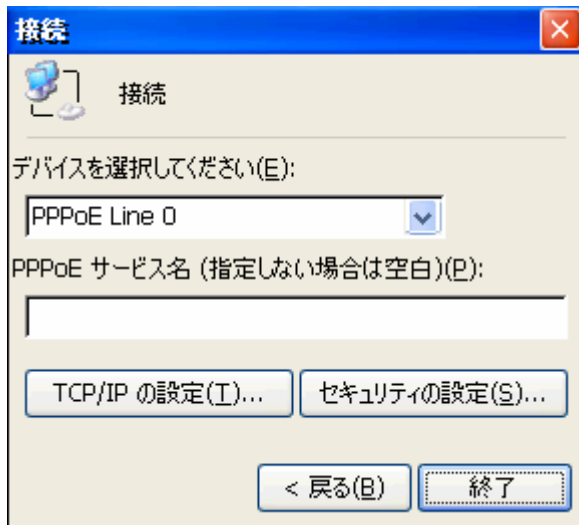 接続
接続
デバイスを選択してください(E):
PPPoE Line 0
PPPoE サービス名 (指定しない場合は空白)(P):
TCP/IP の設定(T)... セキュリティの設定(S)...
< 戻る(B) 終了